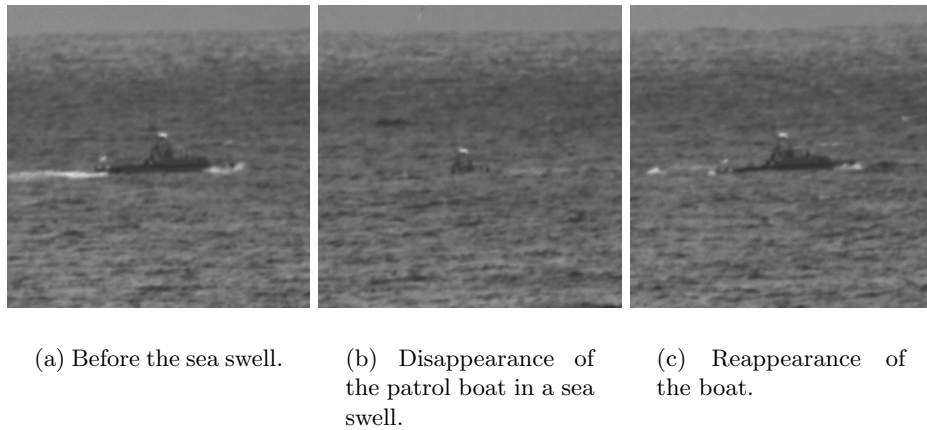 (a) Before the sea swell.
(b) Disappearance of
the patrol boat in a sea
swell.
(c) Reappearance of
the boat.